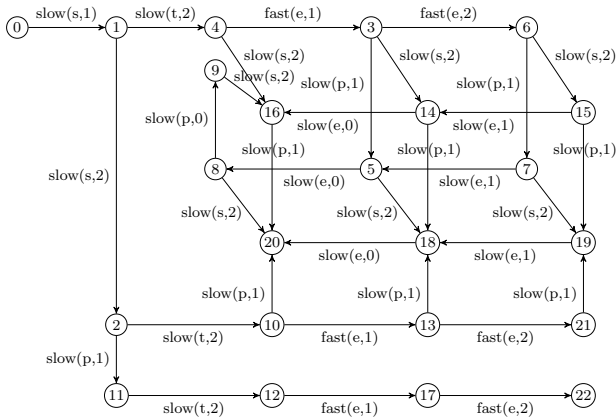 slow(s,1) slow(t,2) fast(e,1) fast(e,2)
0 1 4 3 6
slow(s,2) slow(s,2) slow(s,2)
9 slow(s,2)
slow(p,1) slow(p,1)
16 14 15
slow(p,0) slow(e,0) slow(e,1)
slow(p,1) slow(p,1) slow(p,1)
8 5 7
slow(s,2) slow(e,0) slow(e,1)
slow(s,2) slow(s,2) slow(s,2)
20 18 19
slow(e,0) slow(e,1)
slow(p,1) slow(p,1) slow(p,1)
2 10 13 21
slow(t,2) fast(e,1) fast(e,2)
slow(p,1)
11 12 17 22
slow(t,2) fast(e,1) fast(e,2)